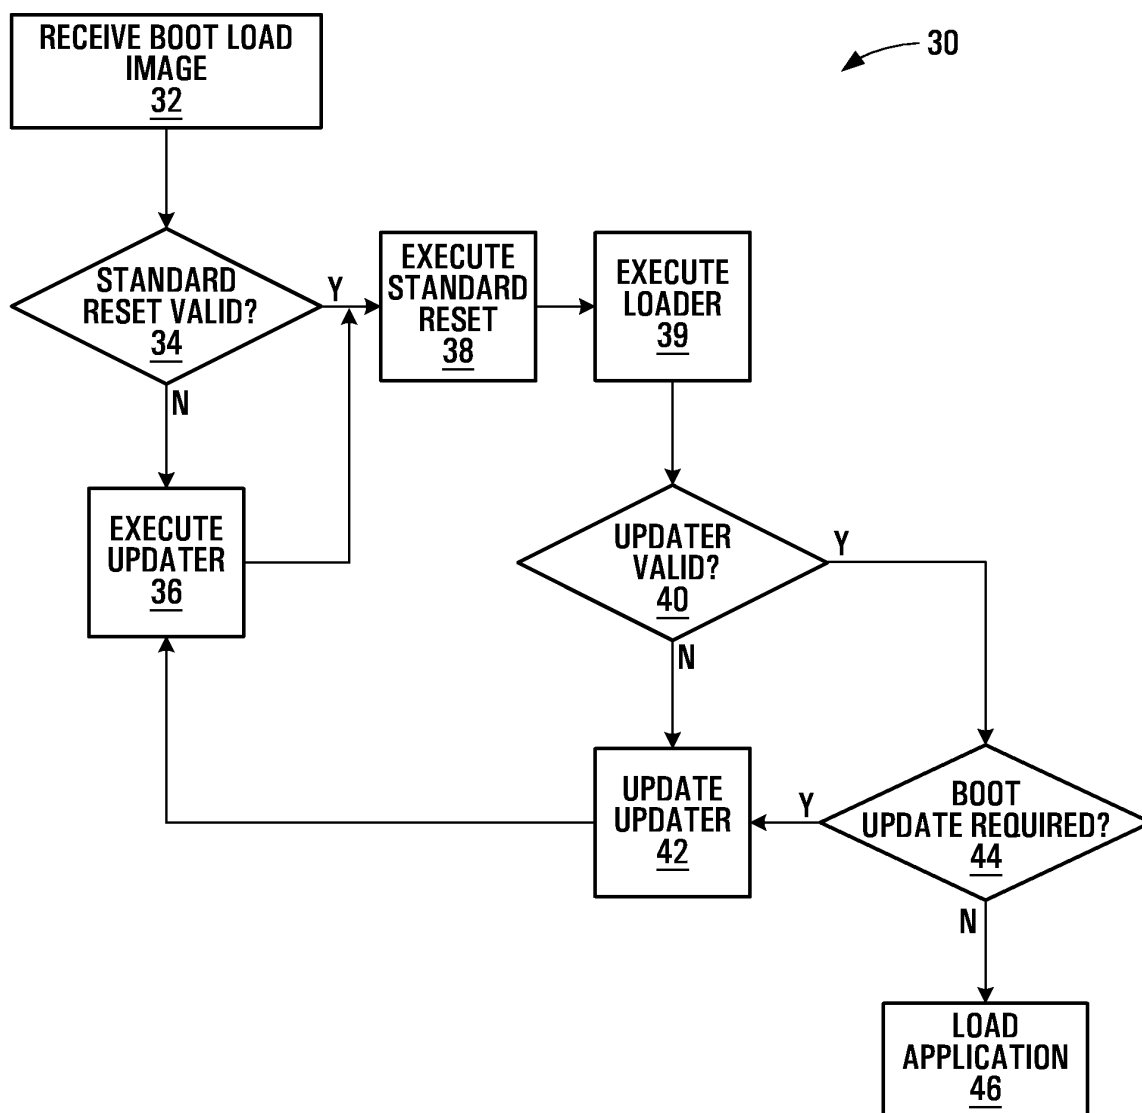 RECEIVE BOOT LOAD
IMAGE
32
30
STANDARD
RESET VALID?
34
Y
N
EXECUTE
STANDARD
RESET
38
EXECUTE
LOADER
39
EXECUTE
UPDATER
36
UPDATER
VALID?
40
Y
N
UPDATE
UPDATER
42
Y
BOOT
UPDATE REQUIRED?
44
N
LOAD
APPLICATION
46